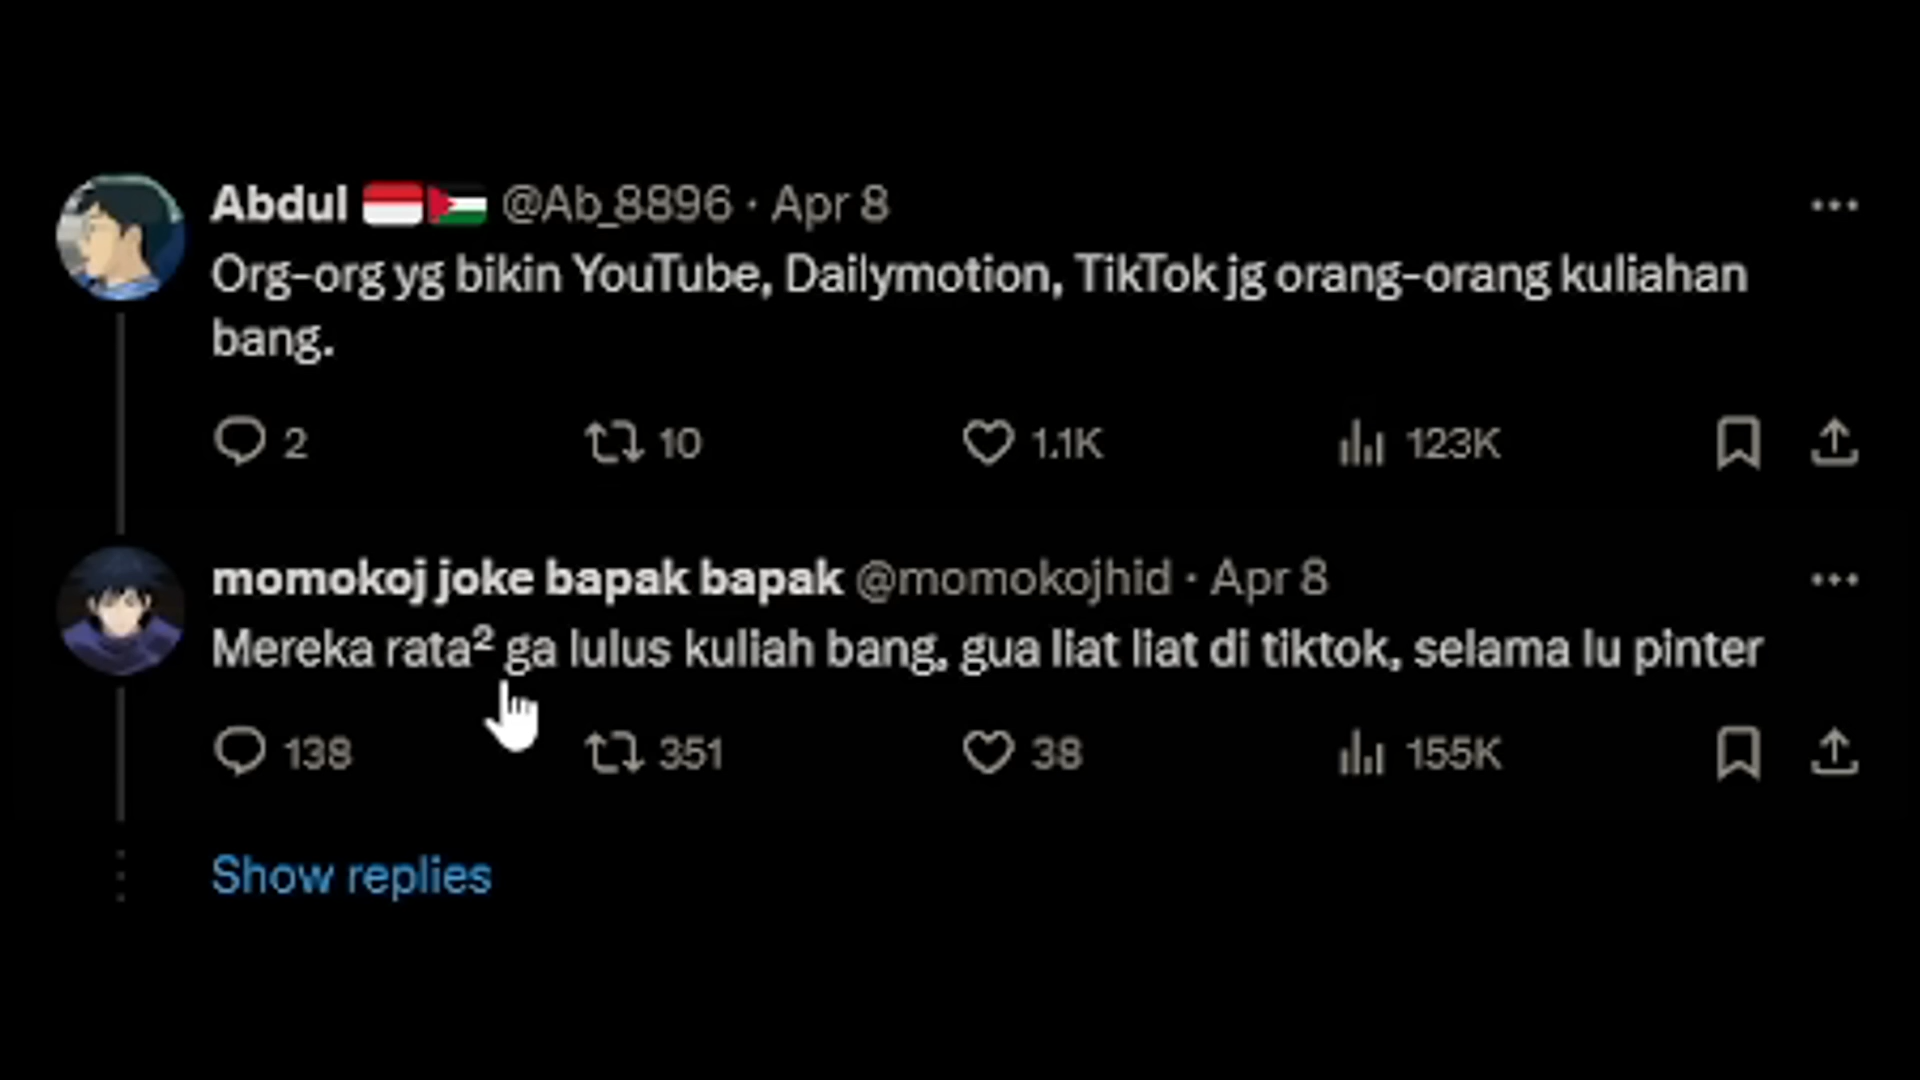 Abdul 🇮🇩🇵🇸 @Ab_8896 · Apr 8
Org-org yg bikin YouTube, Dailymotion, TikTok jg orang-orang kuliahan
bang.
2 10 1.1K 123K
momokoj joke bapak bapak @momokojhid · Apr 8
Mereka rata² ga lulus kuliah bang, gua liat liat di tiktok, selama lu pinter
138 351 38 155K
Show replies